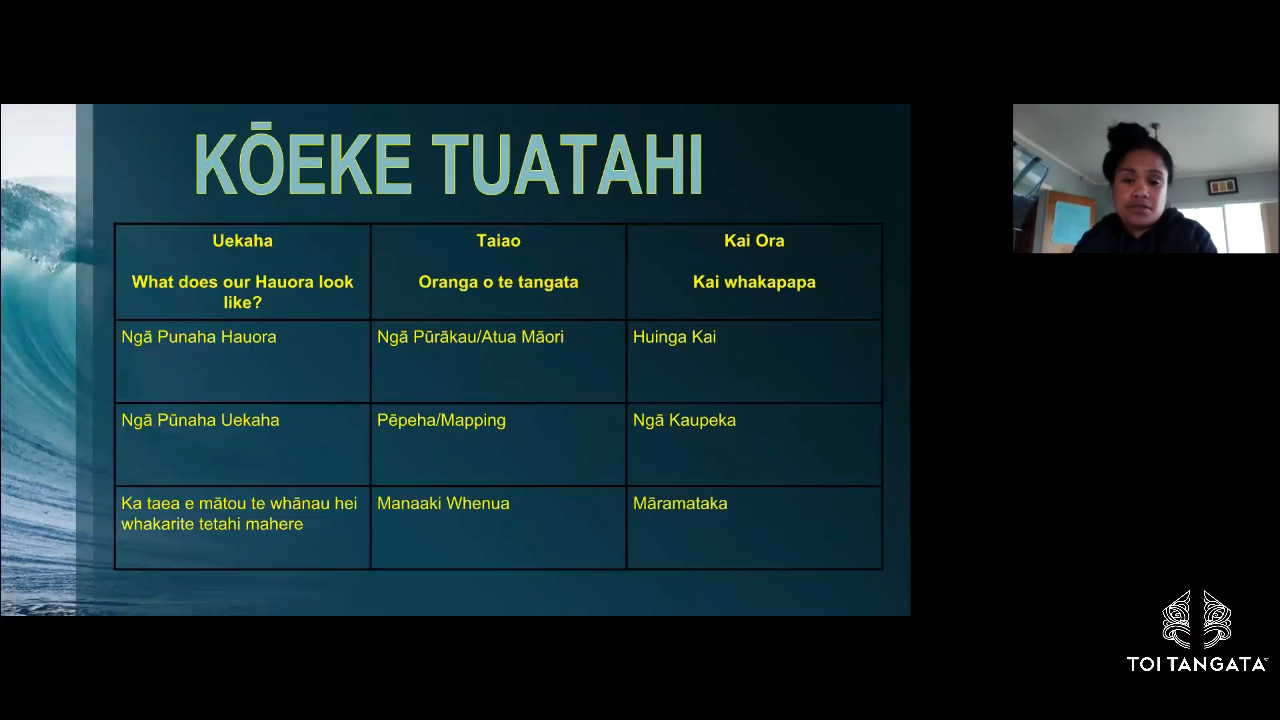 KŌEKE TUATAHI
Uekaha
What does our Hauora look
like?
Taiao
Oranga o te tangata
Kai Ora
Kai whakapapa
Ngā Punaha Hauora
Ngā Pūrākau/Atua Māori
Huinga Kai
Ngā Pūnaha Uekaha
Pēpeha/Mapping
Ngā Kaupeka
Ka taea e mātou te whānau hei
whakarite tetahi mahere
Manaaki Whenua
Māramataka
TOI TANGATA